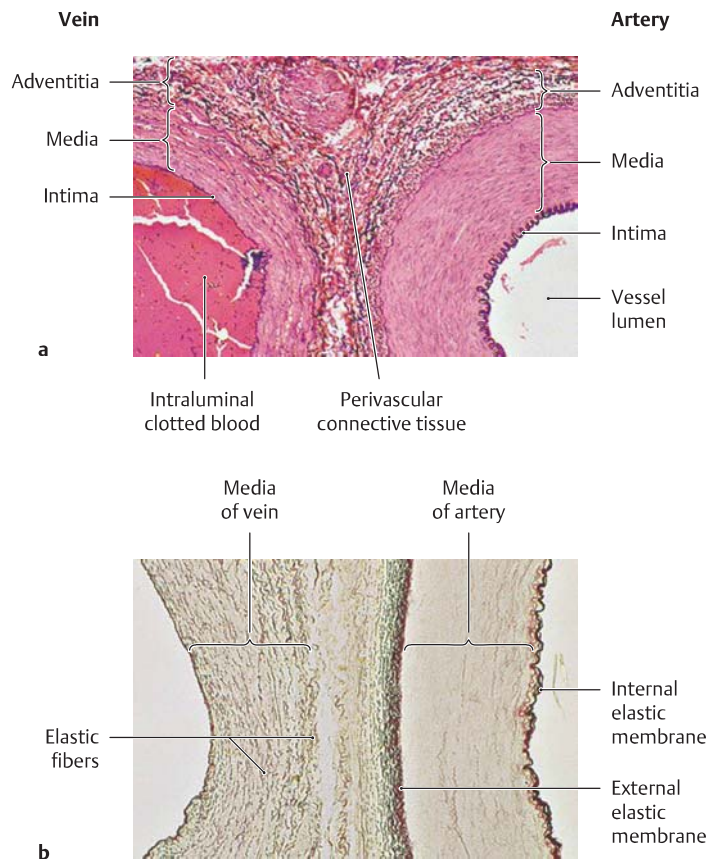 Vein
Artery
Adventitia
Media
Intima
Adventitia
Media
Intima
Vessel
lumen
a
Intraluminal
clotted blood
Perivascular
connective tissue
Media
of vein
Media
of artery
Elastic
fibers
Internal
elastic
membrane
External
elastic
membrane
b